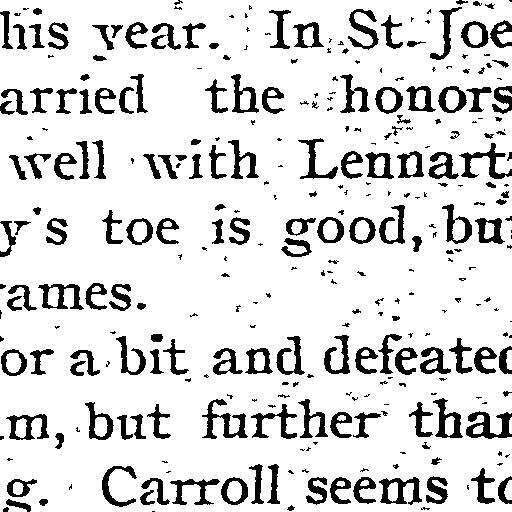 his year. In St. Joe
arried the honors
well with Lennart
y's toe is good, bu
games.
or a bit and defeated
m, but further than
g. Carroll seems to